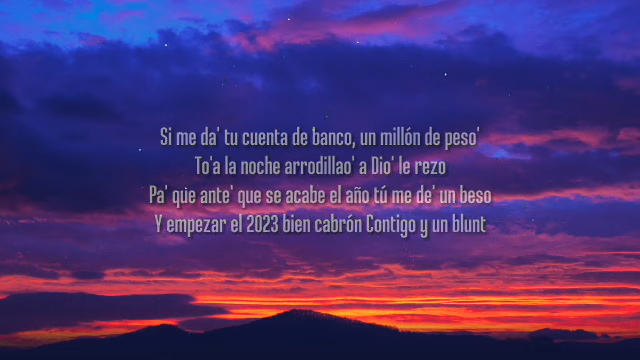 Si me da' tu cuenta de banco, un millón de peso'
To'a la noche arrodillao' a Dio' le rezo
Pa' que ante' que se acabe el año tú me de' un beso
Y empezar el 2023 bien cabrón Contigo y un blunt